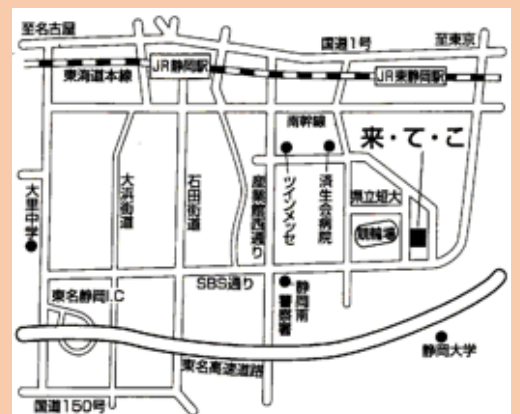 至名古屋
国道1号
至東京
東海道本線
JR静岡駅
JR東静岡駅
南幹線
来・て・こ
大里中学
大浜街道
石田街道
産業館西通り
ツインメッセ
済生会病院
県立短大
競輪場
東名静岡I.C
SBS通り
静岡南警察署
静岡大学
東名高速道路
国道150号